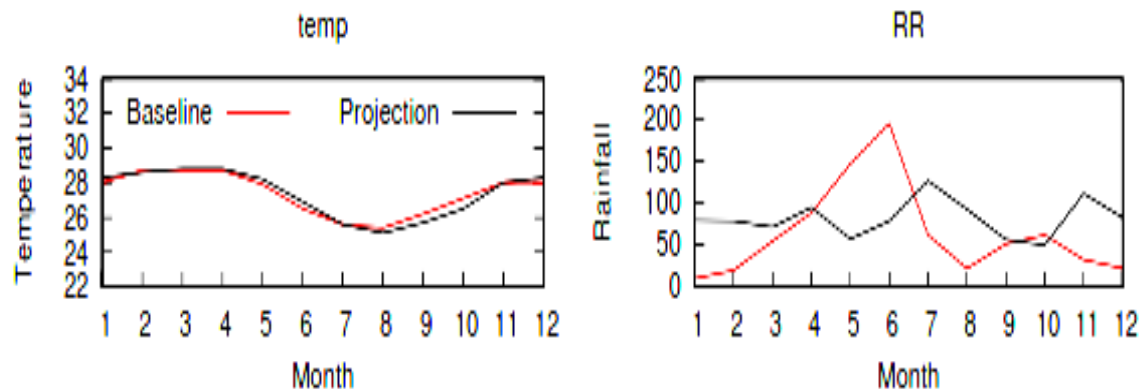 temp
Temperature
34
32
30
28
26
24
22
Baseline
Projection
1 2 3 4 5 6 7 8 9 10 11 12
Month
RR
Rainfall
250
200
150
100
50
0
1 2 3 4 5 6 7 8 9 10 11 12
Month